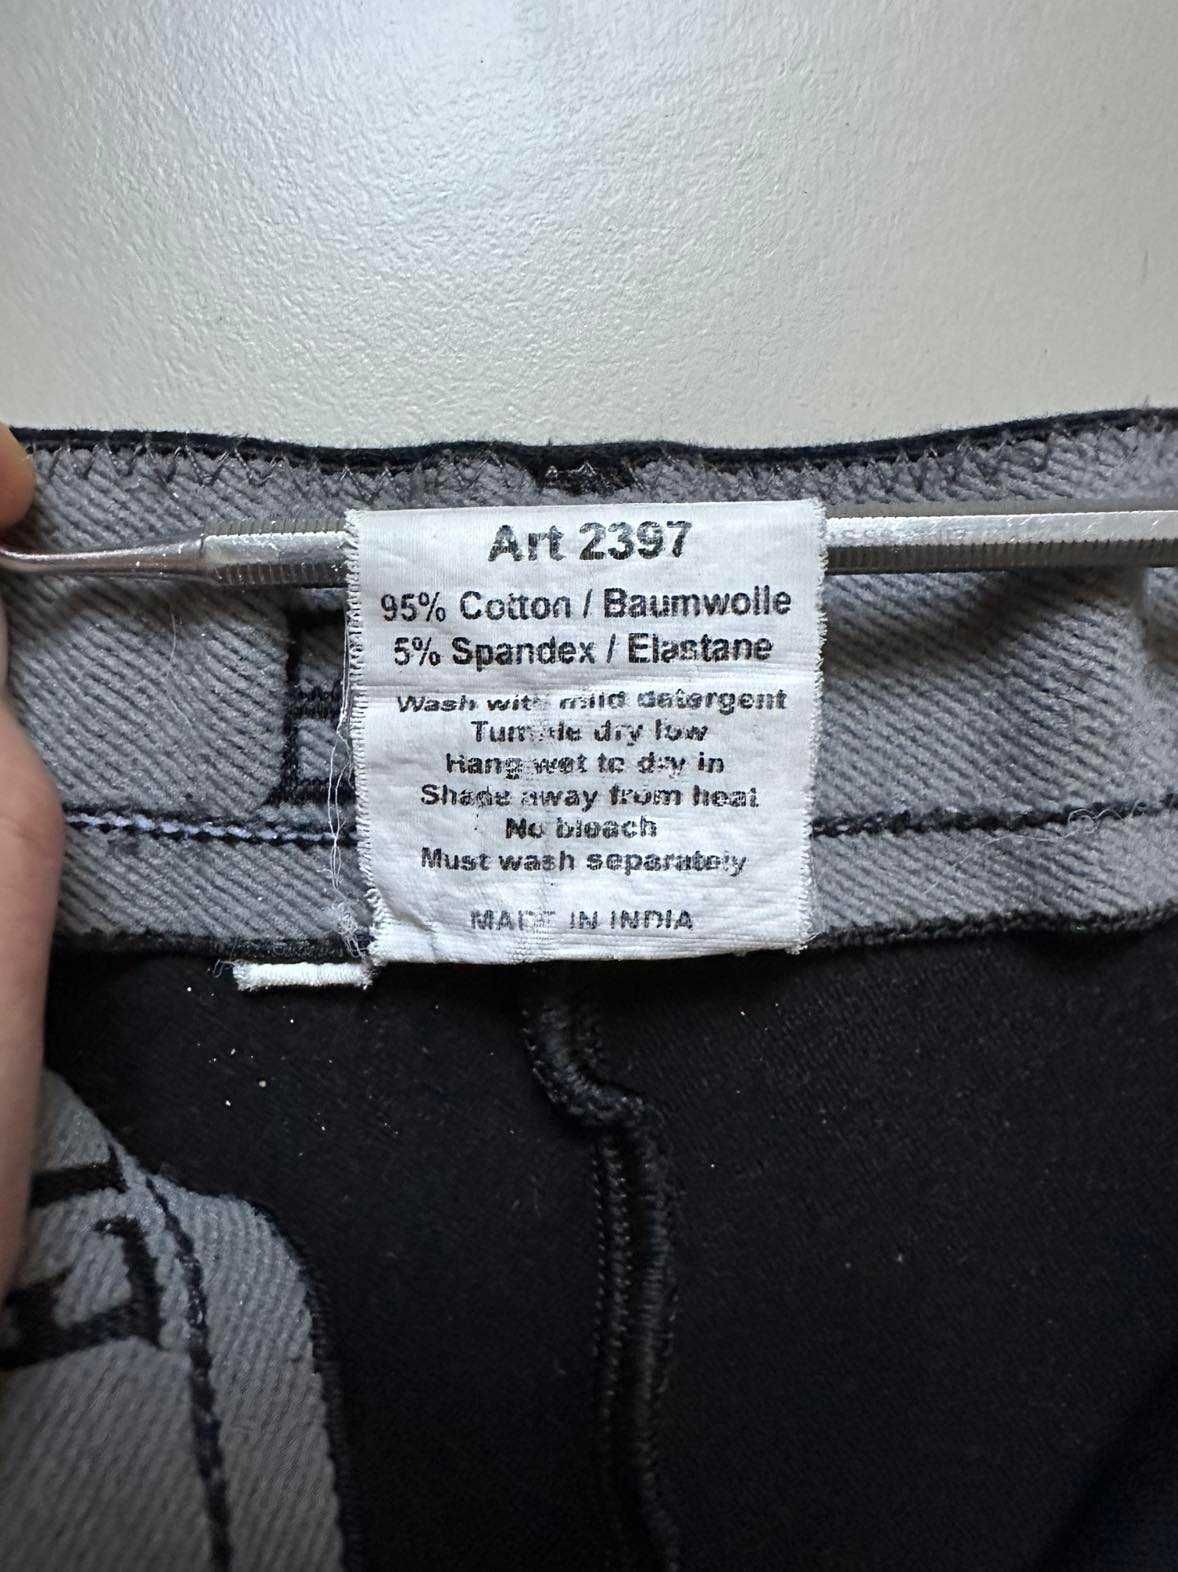 Art 2397
95% Cotton / Baumwolle
5% Spandex / Elastane
Wash with mild detergent
Tumble dry low
Hang wet to dry in
Shade away from heat
No bleach
Must wash separately
MADE IN INDIA